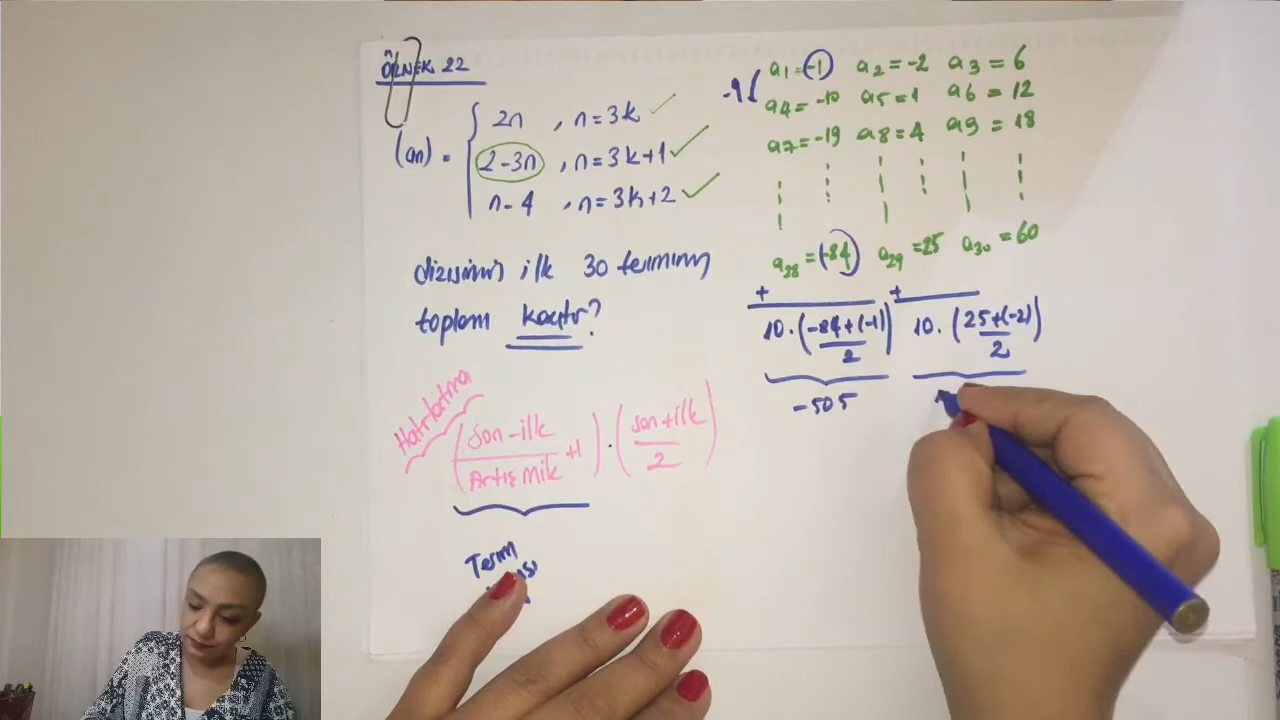 ÖRNEK 22
(an) =
2n , n=3k ✓
2-3n , n=3k+1 ✓
n-4 , n=3k+2 ✓
dizisinin ilk 30 teriminin
toplamı kaçtır?
Hatırlatma
(son-ilk / Artış Mik +1) . (son+ilk / 2)
Terim
a1=-1 a2=-2 a3=6
-9
a4=-10 a5=1 a6=12
a7=-19 a8=4 a9=18
a28=(-84) a29=25 a30=60
+ +
10.(-84+(-1) / 2) 10.(25+(-2) / 2)
-505